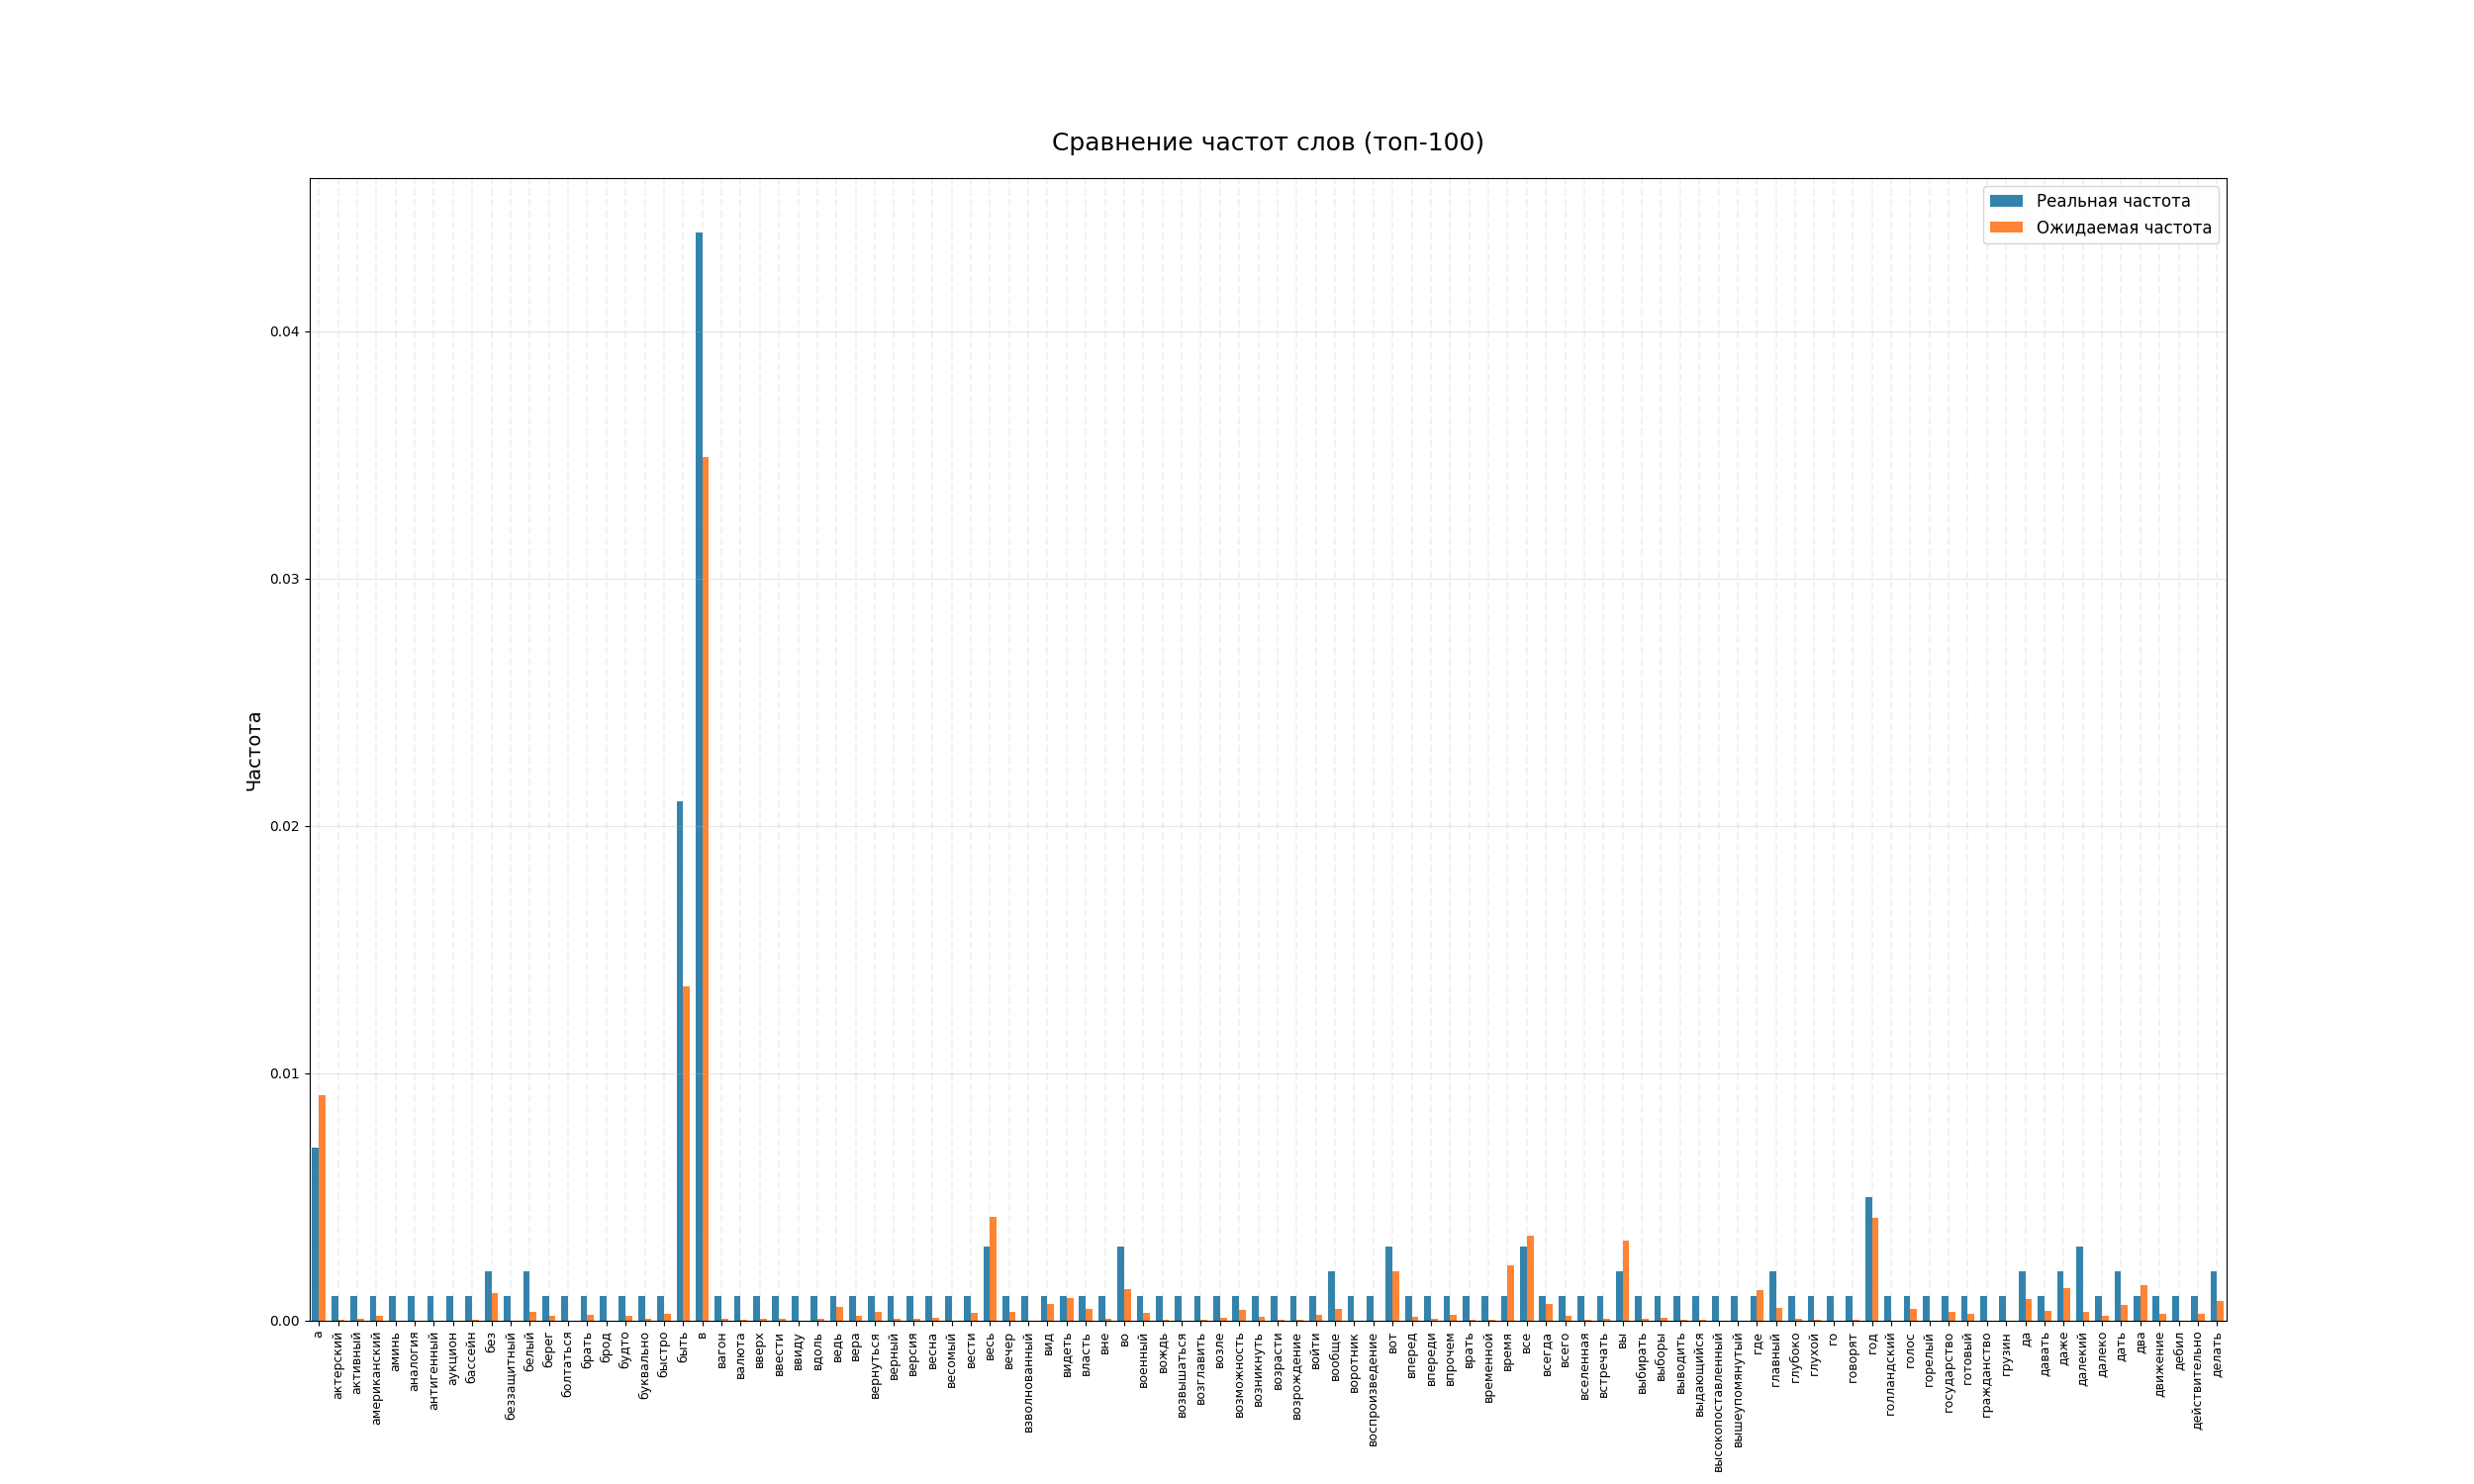 Сравнение частот слов (топ-100)
Реальная частота
Ожидаемая частота
Частота
0.04
0.03
0.02
0.01
0.00
а
актерский
активный
американский
аминь
аналогия
антигенный
аукцион
бассейн
без
беззащитный
белый
берег
болтаться
брать
брод
будто
буквально
быстро
быть
в
вагон
валюта
вверх
ввести
ввиду
вдоль
ведь
вера
вернуться
верный
версия
весна
весомый
вести
весь
вечер
взволнованный
вид
видеть
власть
вне
во
военный
вождь
возвышаться
возглавить
возле
возможность
возникнуть
возрасти
возрождение
войти
вообще
воротник
воспроизведение
вот
вперед
впереди
впрочем
врать
временной
время
все
всегда
всего
вселенная
встречать
вы
выбирать
выборы
выводить
выдающийся
высокопоставленный
вышеупомянутый
где
главный
глубоко
глухой
го
говорят
год
голландский
голос
горелый
государство
готовый
гражданство
грузин
да
давать
даже
далекий
далеко
дать
два
движение
дебил
действительно
делать